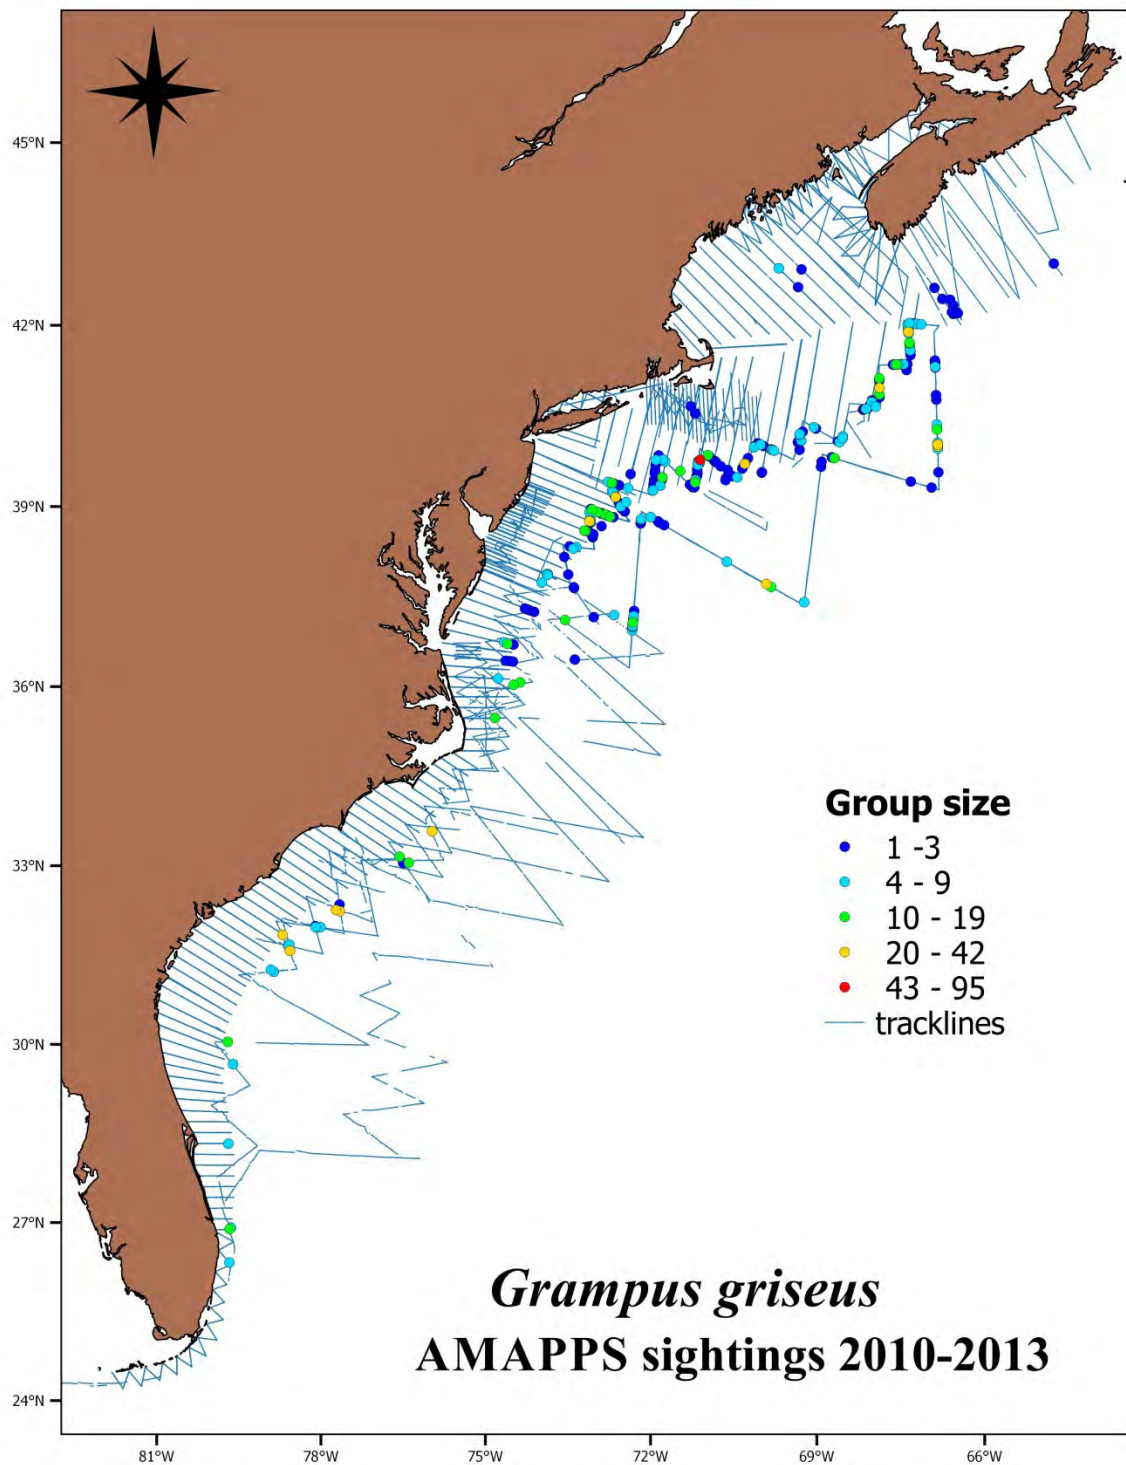 45°N
42°N
39°N
36°N
33°N
30°N
27°N
24°N
Group size
1 -3
4 - 9
10 - 19
20 - 42
43 - 95
tracklines
Grampus griseus
AMAPPS sightings 2010-2013
81°W
78°W
75°W
72°W
69°W
66°W